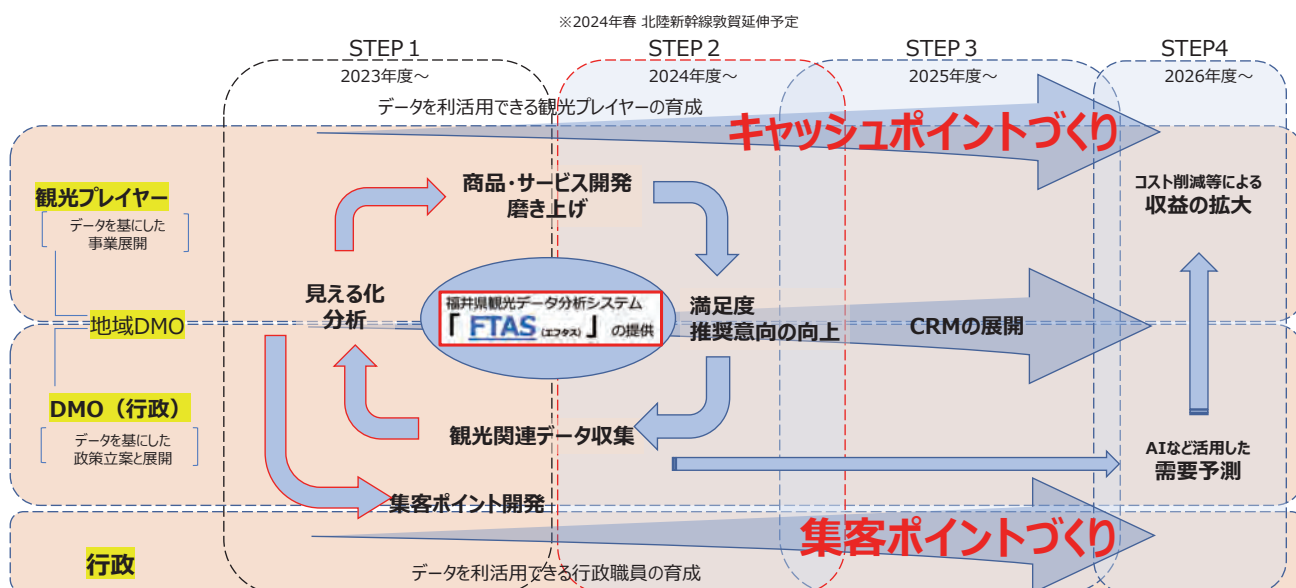 ※2024年春 北陸新幹線敦賀延伸予定
STEP 1
2023年度~
STEP 2
2024年度~
STEP 3
2025年度~
STEP4
2026年度~
データを利活用できる観光プレイヤーの育成
キャッシュポイントづくり
観光プレイヤー
データを基にした
事業展開
商品・サービス開発
磨き上げ
コスト削減等による
収益の拡大
見える化
分析
福井県観光データ分析システム
「 FTAS (エフタス) 」 の提供
満足度
推奨意向の向上
CRMの展開
地域DMO
DMO(行政)
データを基にした
政策立案と展開
観光関連データ収集
AIなど活用した
需要予測
集客ポイント開発
集客ポイントづくり
行政
データを利活用できる行政職員の育成